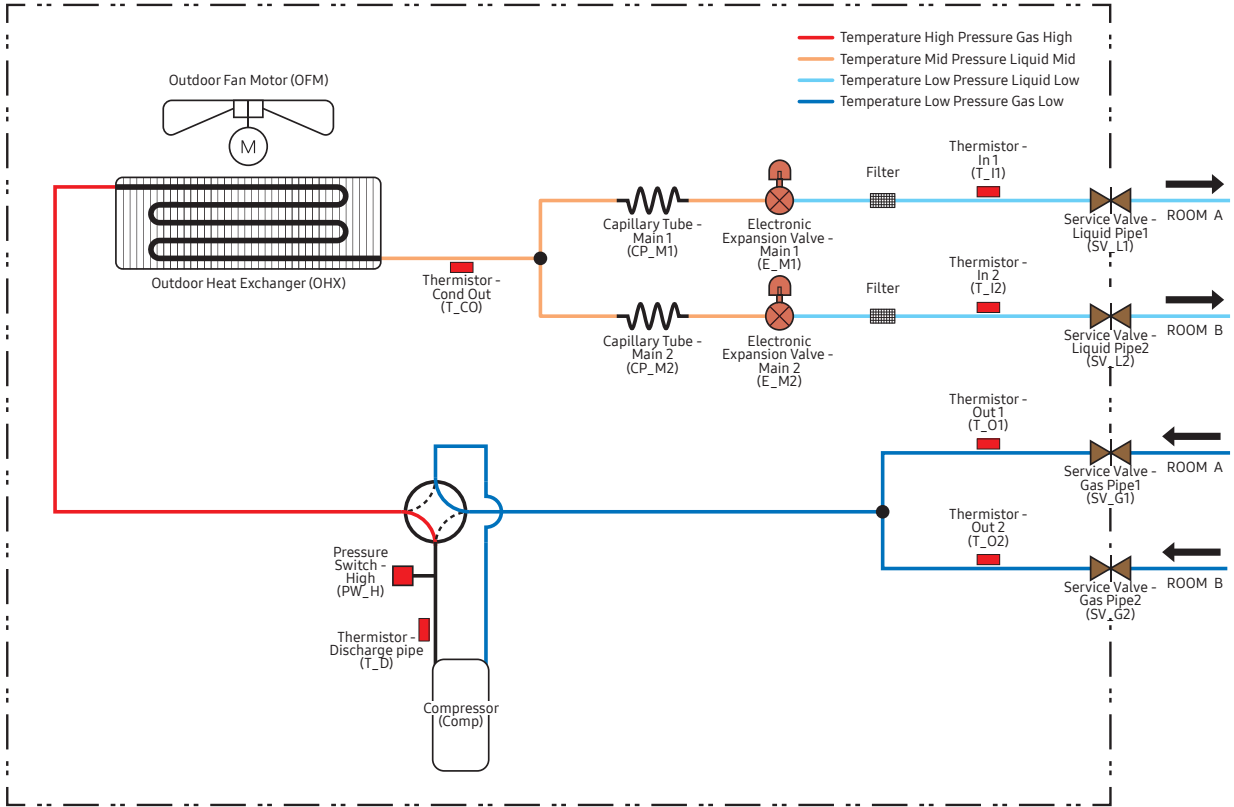 Temperature High Pressure Gas High
Temperature Mid Pressure Liquid Mid
Temperature Low Pressure Liquid Low
Temperature Low Pressure Gas Low
Outdoor Fan Motor (OFM)
M
Outdoor Heat Exchanger (OHX)
Thermistor -
Cond Out
(T_CO)
Capillary Tube -
Main 1
(CP_M1)
Electronic
Expansion Valve -
Main 1
(E_M1)
Filter
Thermistor -
In 1
(T_I1)
Service Valve -
Liquid Pipe1
(SV_L1)
ROOM A
Capillary Tube -
Main 2
(CP_M2)
Electronic
Expansion Valve -
Main 2
(E_M2)
Filter
Thermistor -
In 2
(T_I2)
Service Valve -
Liquid Pipe2
(SV_L2)
ROOM B
Thermistor -
Out 1
(T_O1)
Service Valve -
Gas Pipe1
(SV_G1)
ROOM A
Thermistor -
Out 2
(T_O2)
Service Valve -
Gas Pipe2
(SV_G2)
ROOM B
Pressure
Switch -
High
(PW_H)
Thermistor -
Discharge pipe
(T_D)
Compressor
(Comp)